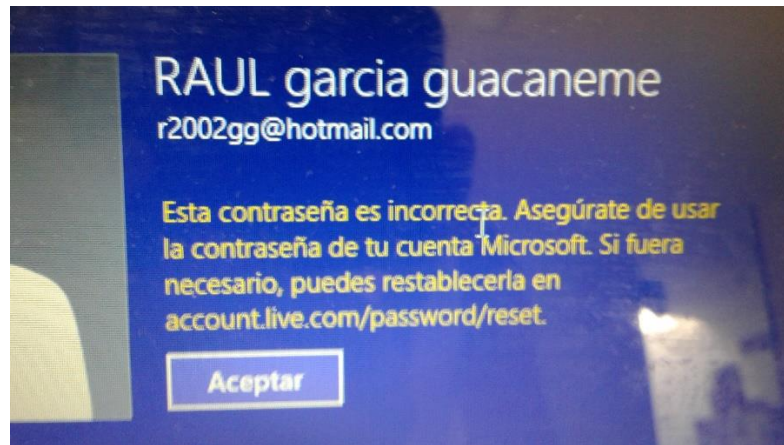 RAUL garcia guacaneme
r2002gg@hotmail.com
Esta contraseña es incorrecta. Asegúrate de usar
la contraseña de tu cuenta Microsoft. Si fuera
necesario, puedes restablecerla en
account.live.com/password/reset.
Aceptar